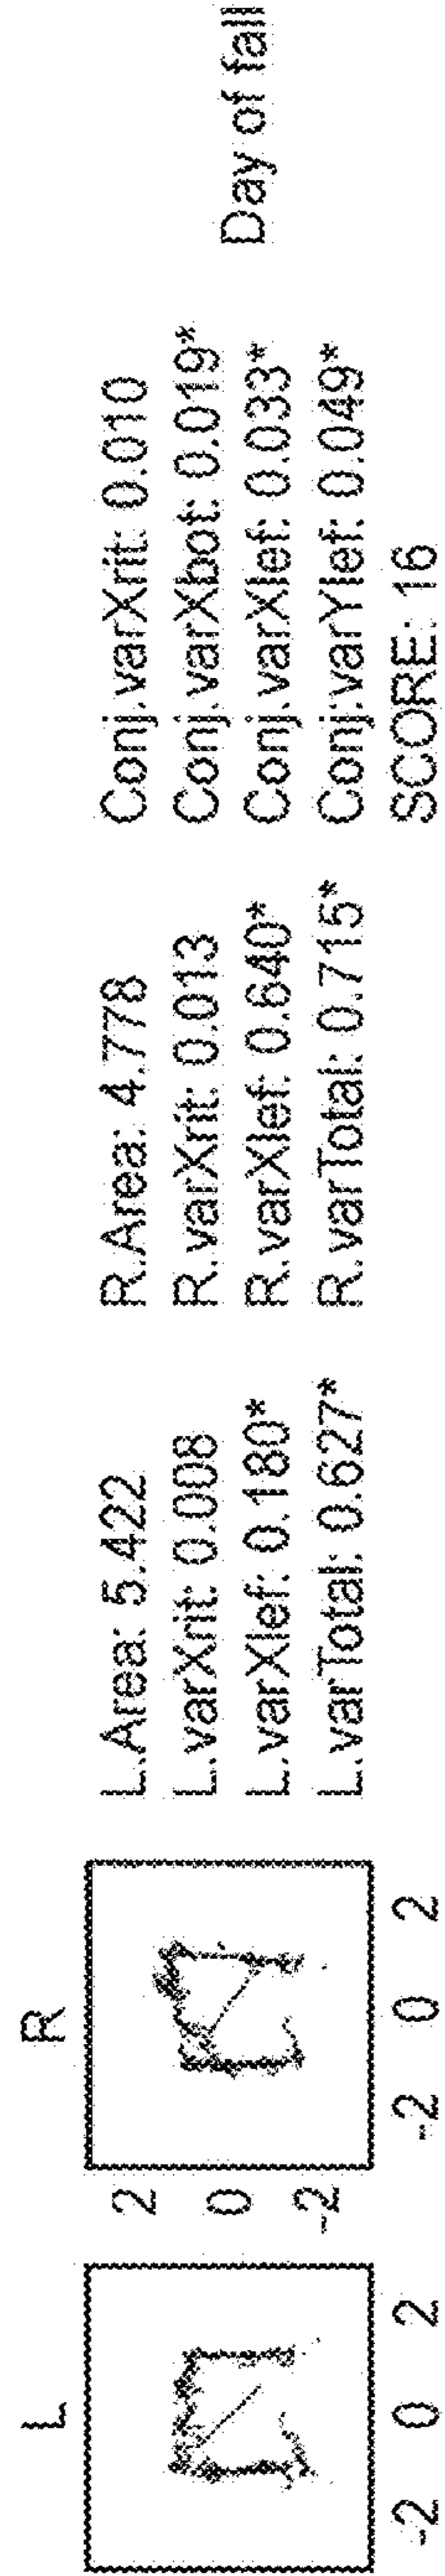 L
R
2
0
-2
-2 0 2
-2 0 2
L.Area: 5.422
L.varXrit: 0.008
L.varXlef: 0.180*
L.varTotal: 0.627*
R.Area: 4.778
R.varXrit: 0.013
R.varXlef: 0.640*
R.varTotal: 0.715*
Conj.varXrit: 0.010
Conj.varXbot: 0.019*
Conj.varXlef: 0.033*
Conj.varYlef: 0.049*
SCORE: 16
Day of fall